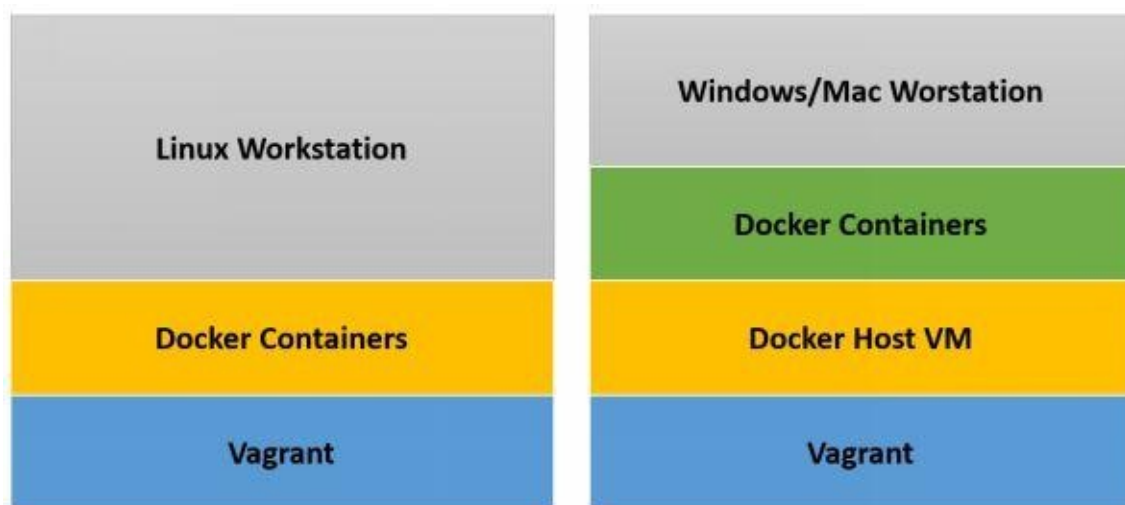 Linux Workstation
Docker Containers
Vagrant
Windows/Mac Worstation
Docker Containers
Docker Host VM
Vagrant